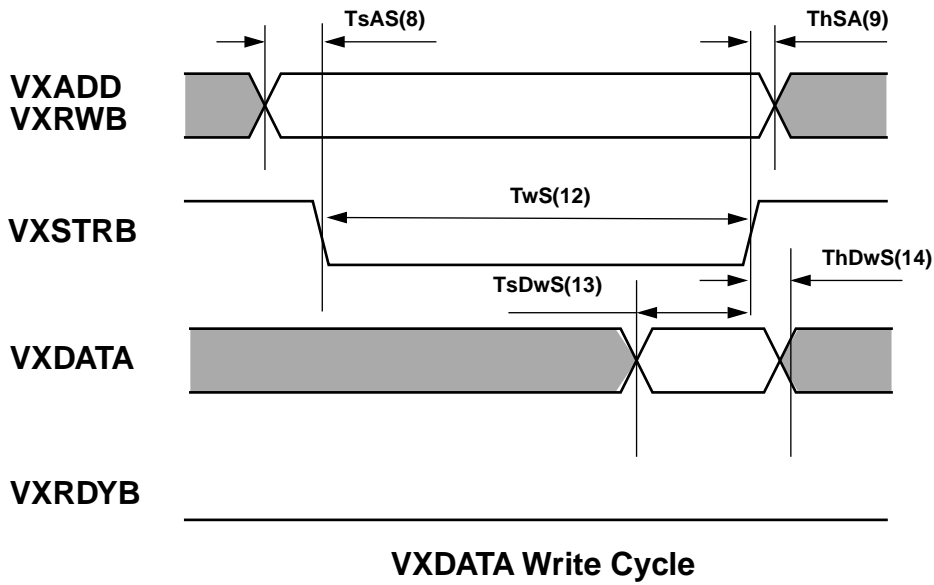 TsAS(8)
ThSA(9)
VXADD
VXRWB
TwS(12)
VXSTRB
ThDwS(14)
TsDwS(13)
VXDATA
VXRDYB
VXDATA Write Cycle